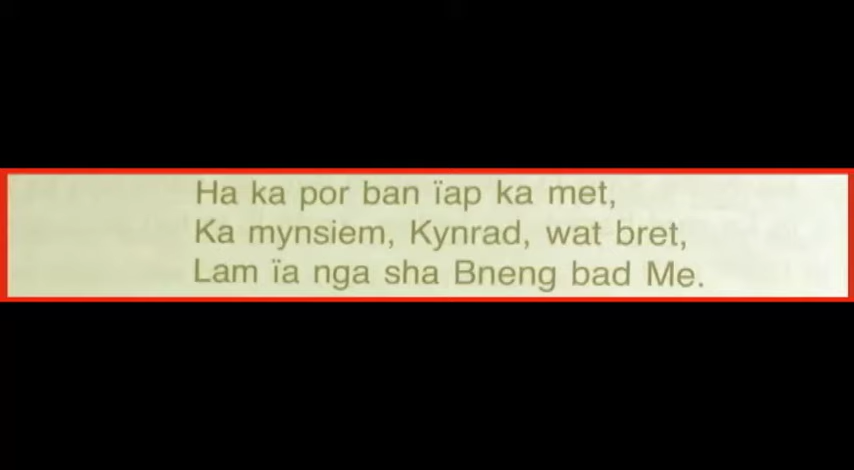 Ha ka por ban ïap ka met,
Ka mynsiem, Kynrad, wat bret,
Lam ïa nga sha Bneng bad Me.